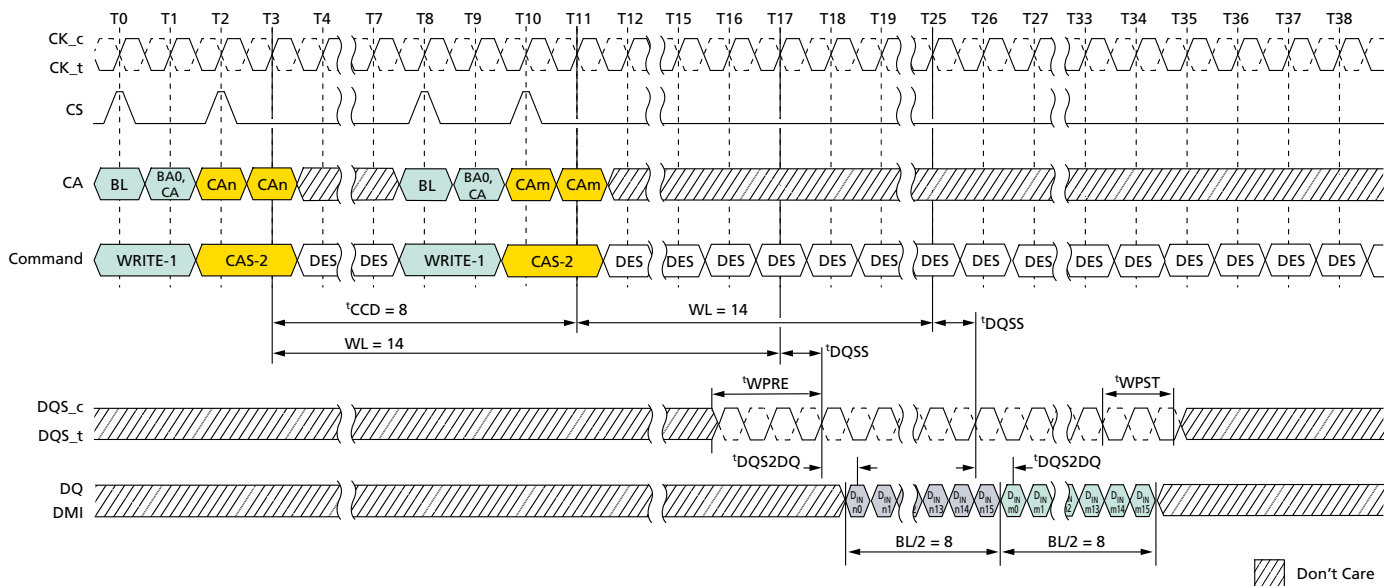 T0 T1 T2 T3 T4 T7 T8 T9 T10 T11 T12 T15 T16 T17 T18 T19 T25 T26 T27 T33 T34 T35 T36 T37 T38
CK_c
CK_t
CS
CA BL BA0, CA CAn CAn BL BA0, CA CAm CAm
Command WRITE-1 CAS-2 DES DES WRITE-1 CAS-2 DES DES DES DES DES DES DES DES DES DES DES DES DES DES DES
tCCD = 8 WL = 14 tDQSS
WL = 14 tDQSS
tWPRE tWPST
DQS_c
DQS_t
tDQS2DQ tDQS2DQ
DQ
DMI
DIN n0 DIN n1 DIN n13 DIN n14 DIN n15 DIN m0 DIN m1 DIN m13 DIN m14 DIN m15
BL/2 = 8 BL/2 = 8
Don't Care